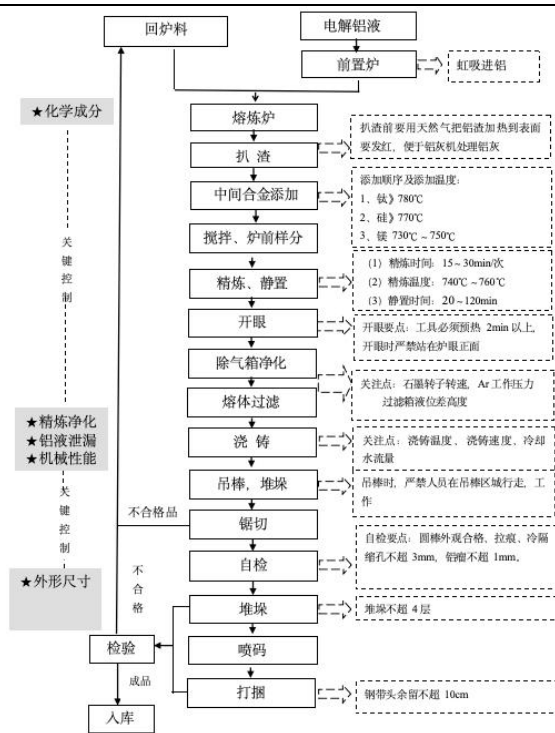 回炉料
电解铝液
前置炉
虹吸进铝
★化学成分
熔炼炉
扒 渣
扒渣前要用天然气把铝渣加热到表面
要发红，便于铝灰机处理铝灰
中间合金添加
添加顺序及添加温度：
1、钛》780℃
2、硅》770℃
3、镁 730℃～750℃
搅拌、炉前样分
关键控制
精炼、静置
（1）精炼时间：15～30min/次
（2）精炼温度：740℃～760℃
（3）静置时间：20～120min
开眼
开眼要点：工具必须预热 2min 以上，
开眼时严禁站在炉眼正面
除气箱净化
熔体过滤
关注点：石墨转子转速，Ar 工作压力
过滤箱液位差高度
★精炼净化
★铝液泄漏
★机械性能
浇 铸
关注点：浇铸温度、浇铸速度、冷却
水流量
吊棒，堆垛
吊棒时，严禁人员在吊棒区域行走，工
作
关键控制
不合格品
锯切
自检
自检要点：圆棒外观合格、拉痕、冷隔
缩孔不超 3mm，铝瘤不超 1mm。
★外形尺寸
不合格
堆垛
堆垛不超 4 层
检验
喷码
成品
打捆
钢带头余留不超 10cm
入库